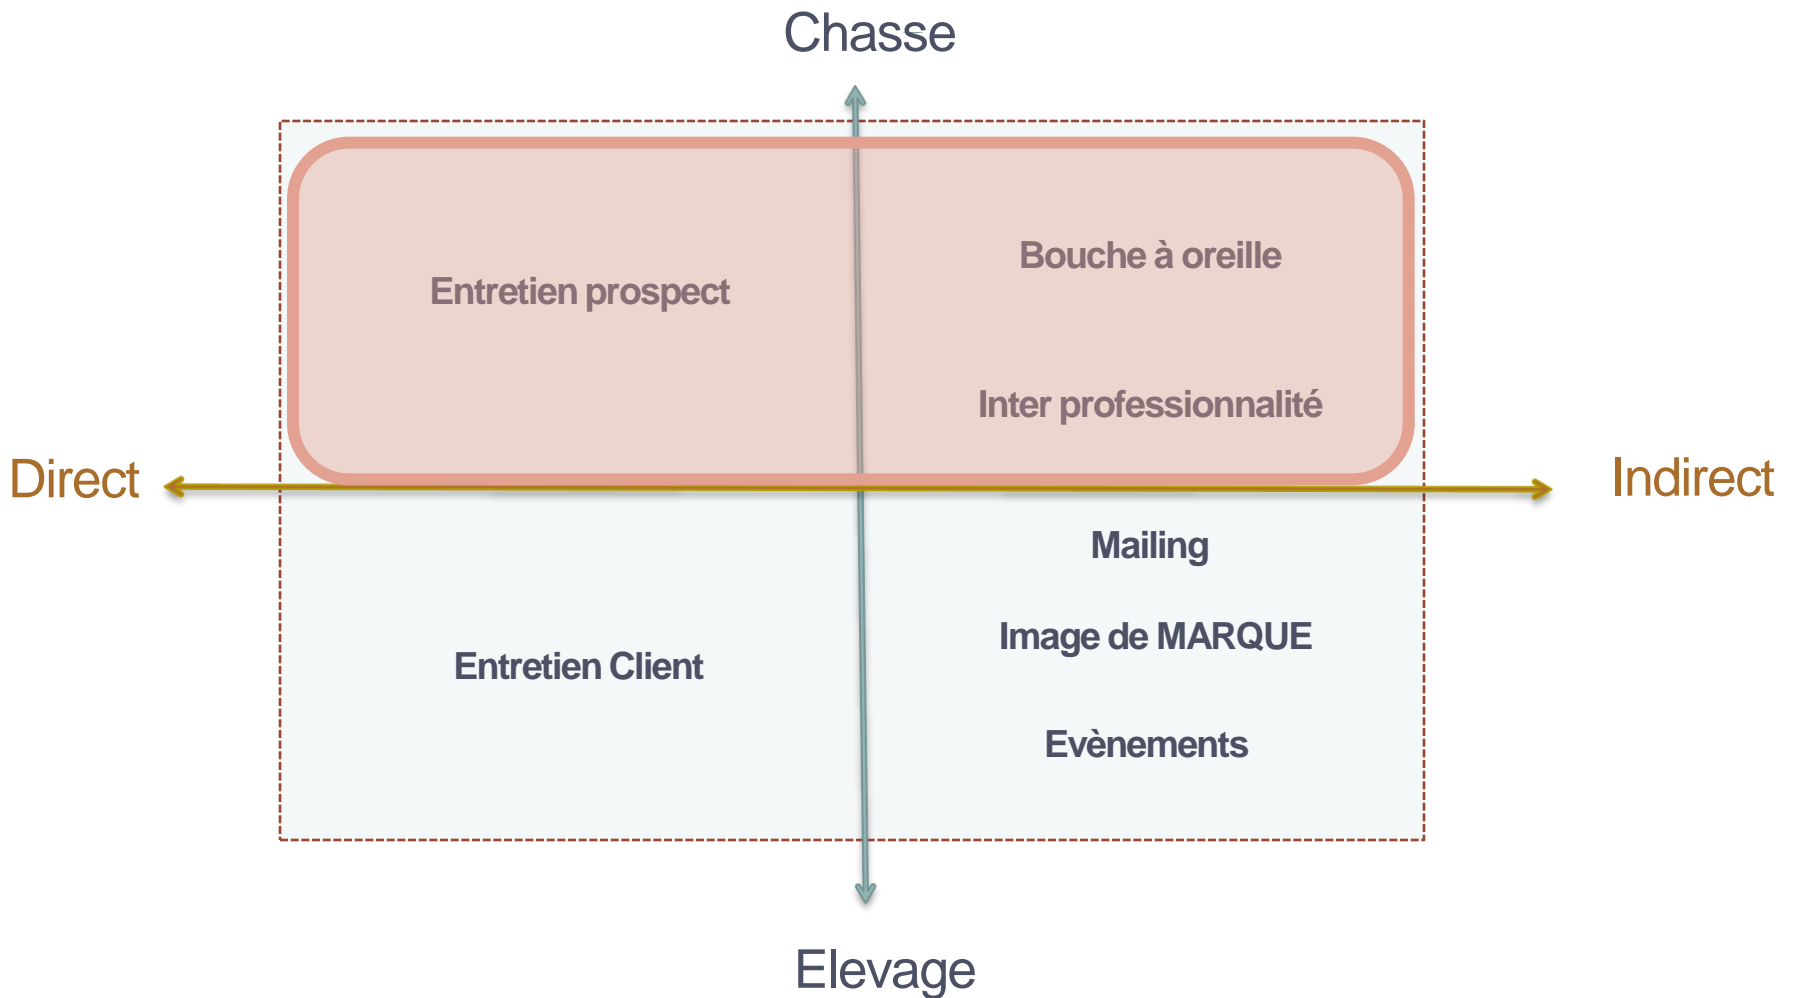 Chasse
Bouche à oreille
Entretien prospect
Inter professionnalité
Direct
Indirect
Mailing
Image de MARQUE
Entretien Client
Evènements
Elevage